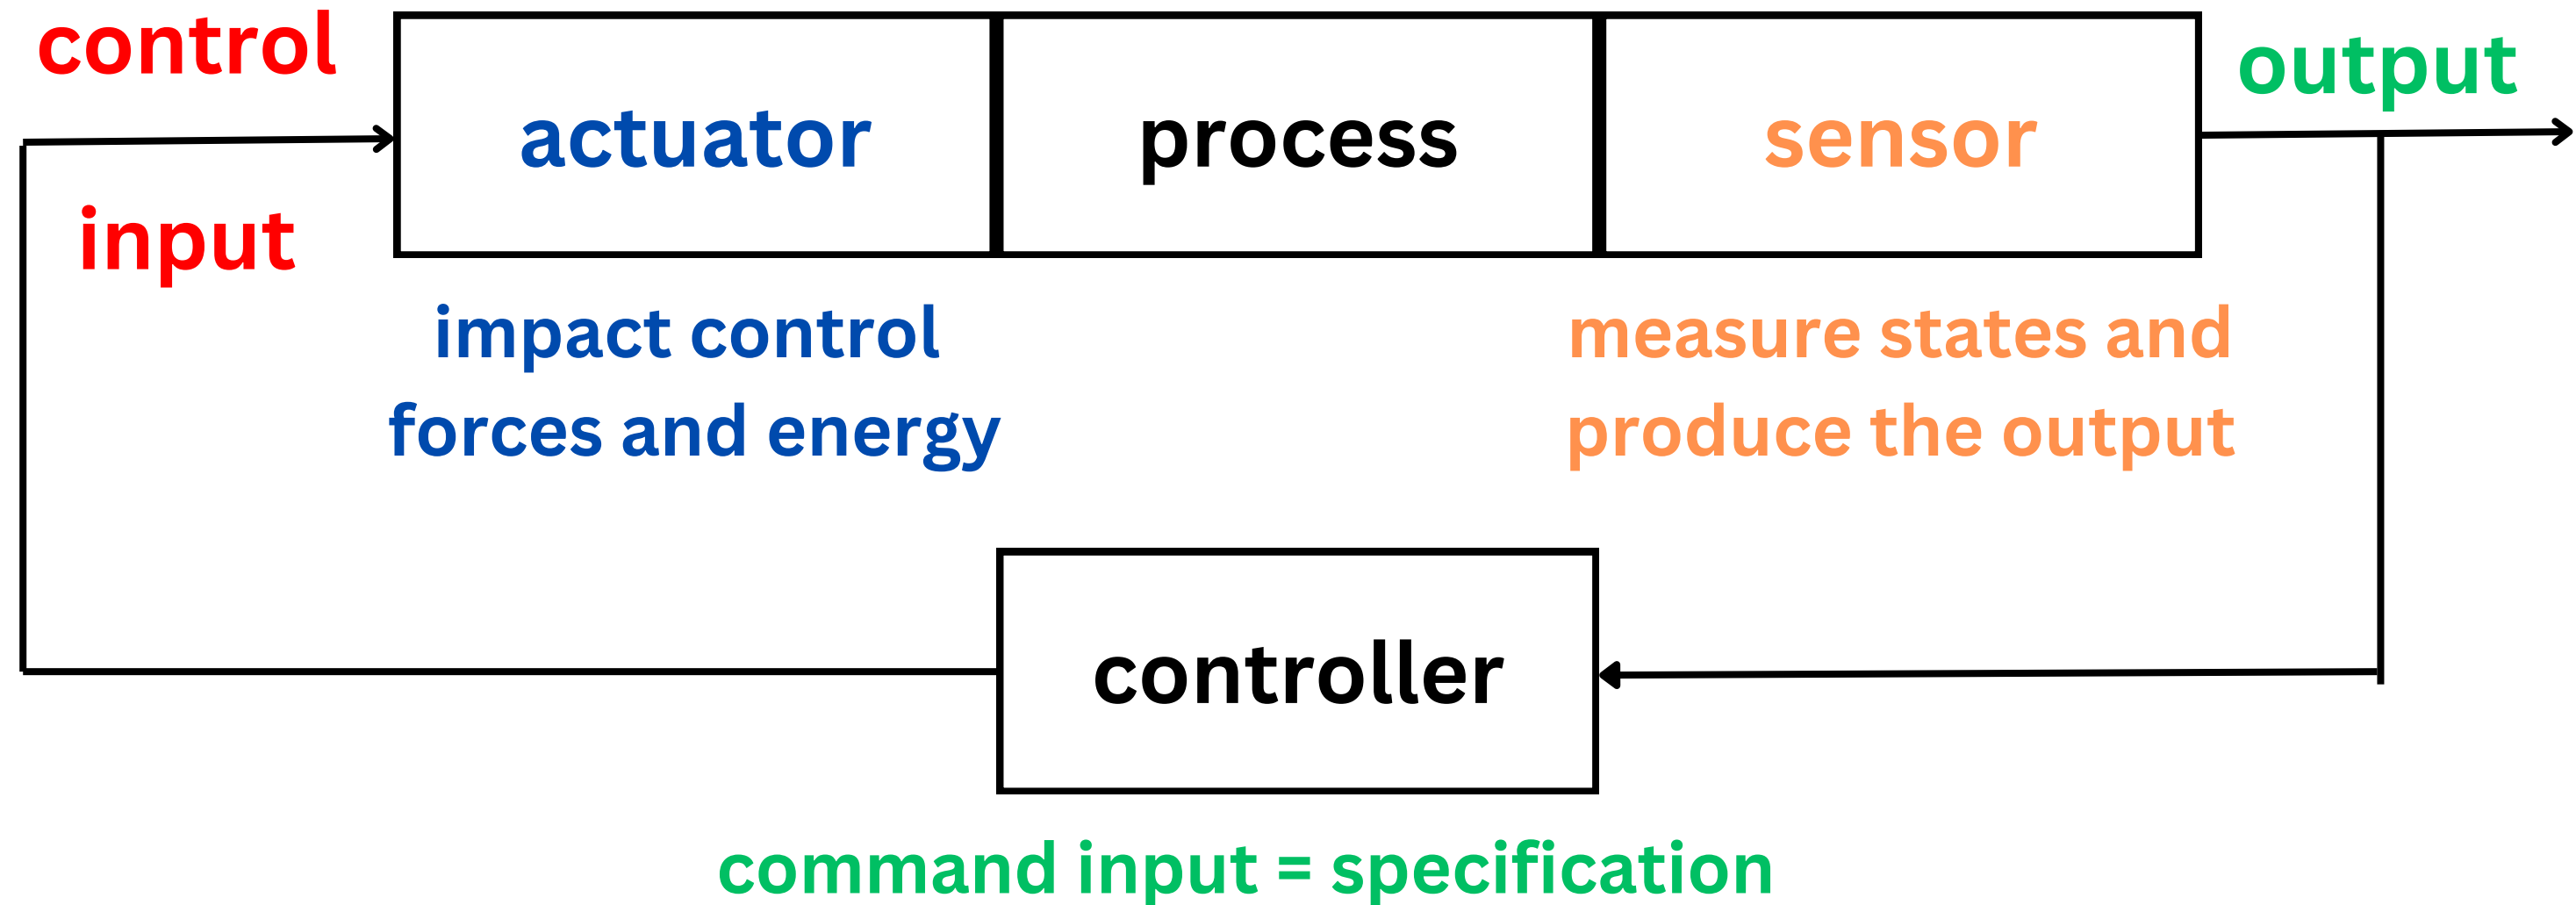 control
input
actuator
process
sensor
output
impact control
forces and energy
measure states and
produce the output
controller
command input = specification